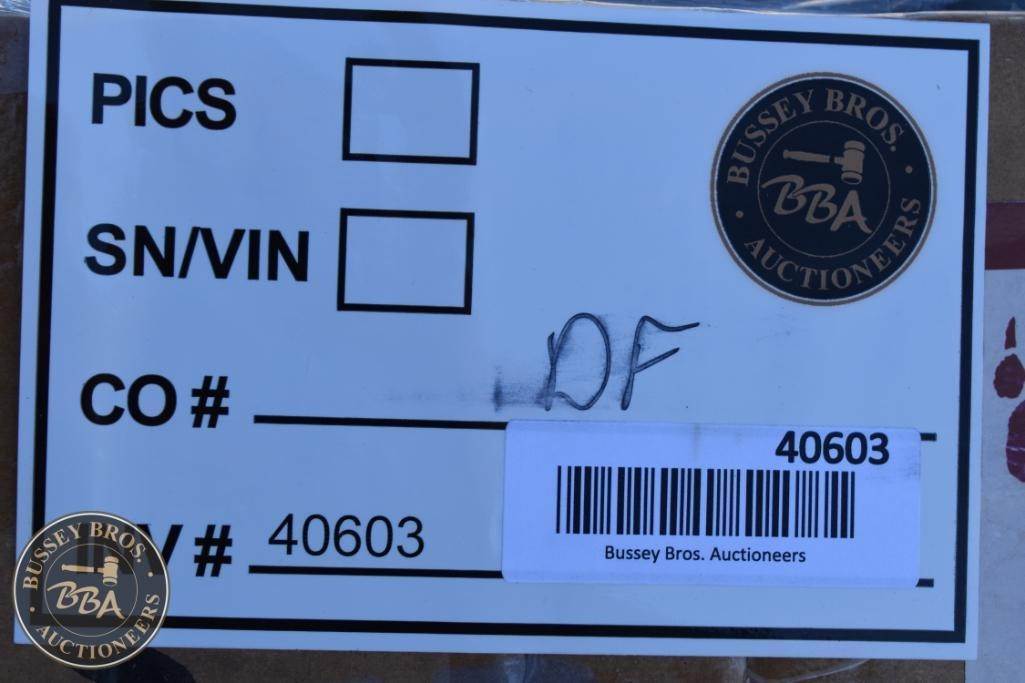 PICS
BUSSEY BROS.
BBA
AUCTIONEERS
SN/VIN
DF
CO #
40603
Bussey Bros. Auctioneers
# 40603
BUSSEY BROS.
BBA
AUCTIONEERS